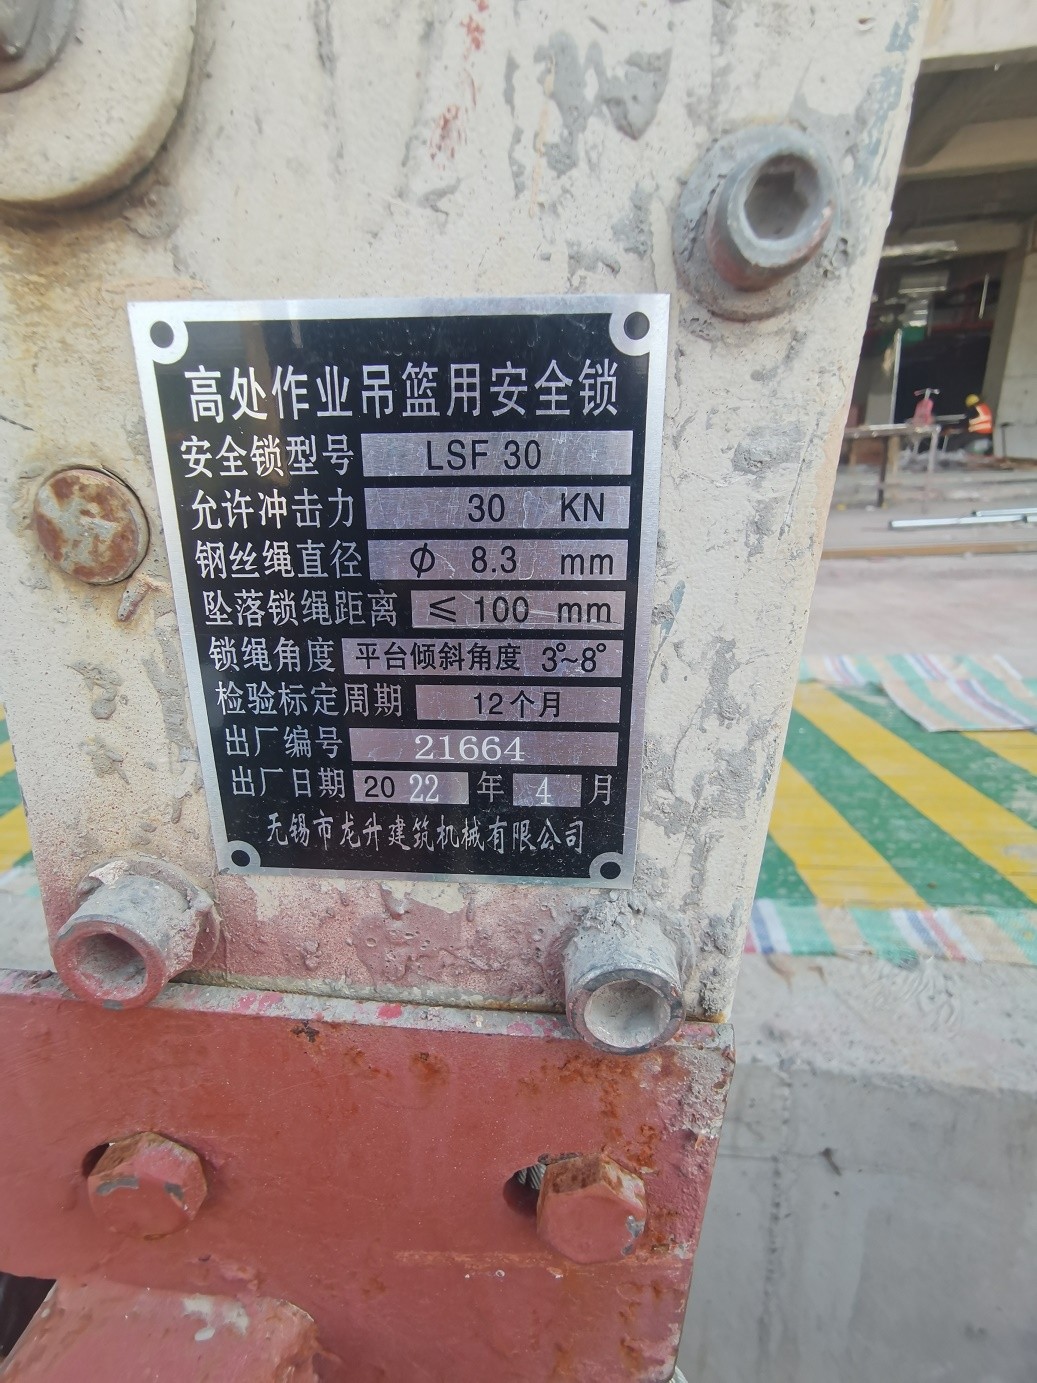 高处作业吊篮用安全锁
安全锁型号 LSF 30
允许冲击力 30 KN
钢丝绳直径 φ 8.3 mm
坠落锁绳距离 ≤100 mm
锁绳角度 平台倾斜角度 3°~8°
检验标定周期 12个月
出厂编号 21664
出厂日期 2022年4月
无锡市龙升建筑机械有限公司